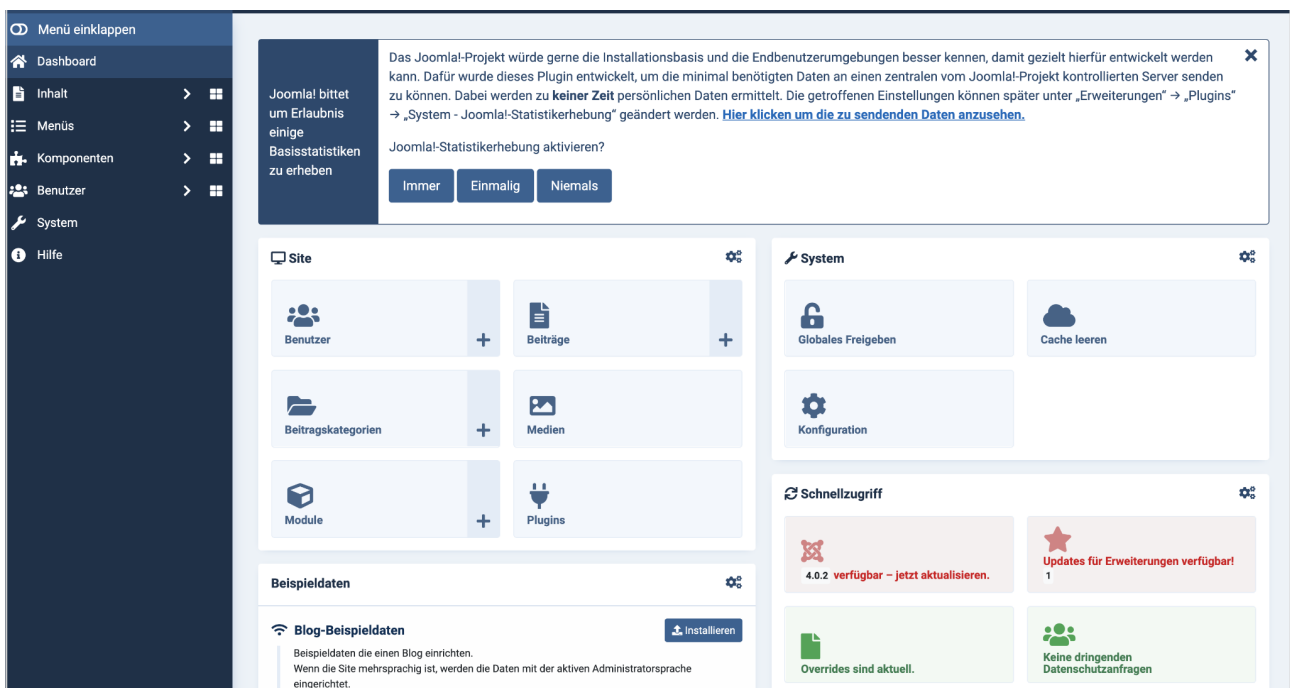 Menü einklappen
Dashboard
Inhalt
Menüs
Komponenten
Benutzer
System
Hilfe
Joomla! bittet
um Erlaubnis
einige
Basisstatistiken
zu erheben
Das Joomla!-Projekt würde gerne die Installationsbasis und die Endbenutzerumgebungen besser kennen, damit gezielt hierfür entwickelt werden
kann. Dafür wurde dieses Plugin entwickelt, um die minimal benötigten Daten an einen zentralen vom Joomla!-Projekt kontrollierten Server senden
zu können. Dabei werden zu keiner Zeit persönlichen Daten ermittelt. Die getroffenen Einstellungen können später unter „Erweiterungen“ → „Plugins“
→ „System - Joomla!-Statistikerhebung“ geändert werden. Hier klicken um die zu sendenden Daten anzusehen.
Joomla!-Statistikerhebung aktivieren?
Immer
Einmalig
Niemals
Site
Benutzer
Beiträge
Beitragskategorien
Medien
Module
Plugins
Beispieldaten
Blog-Beispieldaten
Installieren
Beispieldaten die einen Blog einrichten.
Wenn die Site mehrsprachig ist, werden die Daten mit der aktiven Administratorsprache
eingerichtet.
System
Globales Freigeben
Cache leeren
Konfiguration
Schnellzugriff
4.0.2 verfügbar – jetzt aktualisieren.
Updates für Erweiterungen verfügbar!
1
Overrides sind aktuell.
Keine dringenden
Datenschutzanfragen